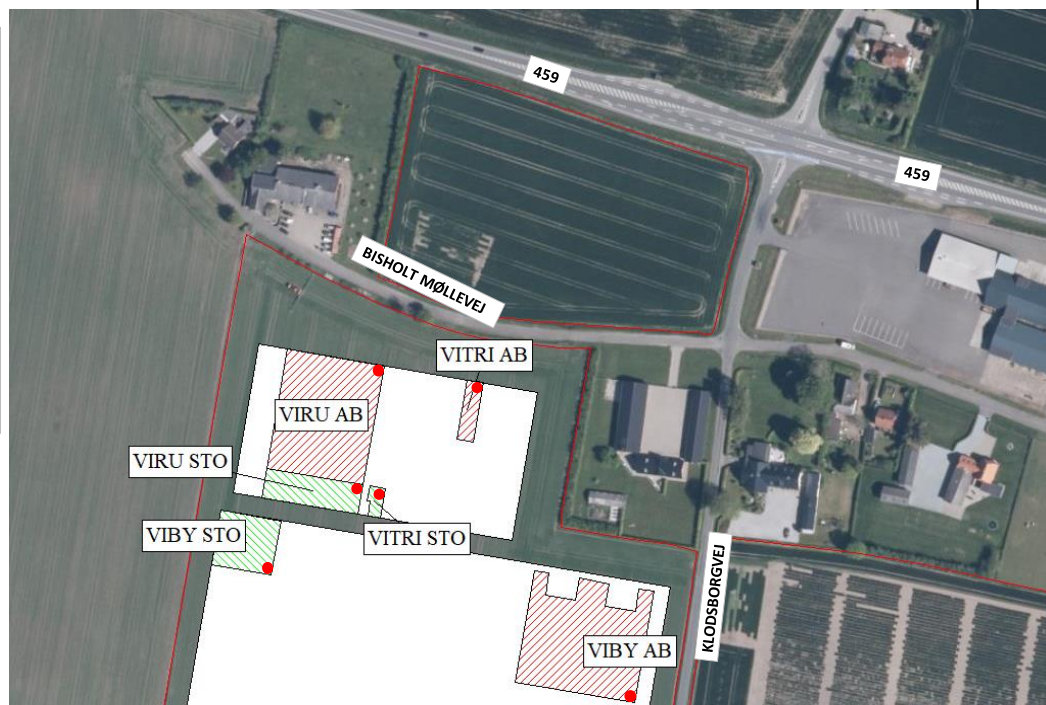 459
459
BISHOLT MØLLEVEJ
VITRI AB
VIRU AB
VIRU STO
VIBY STO
VITRI STO
KLODSBORGVEJ
VIBY AB